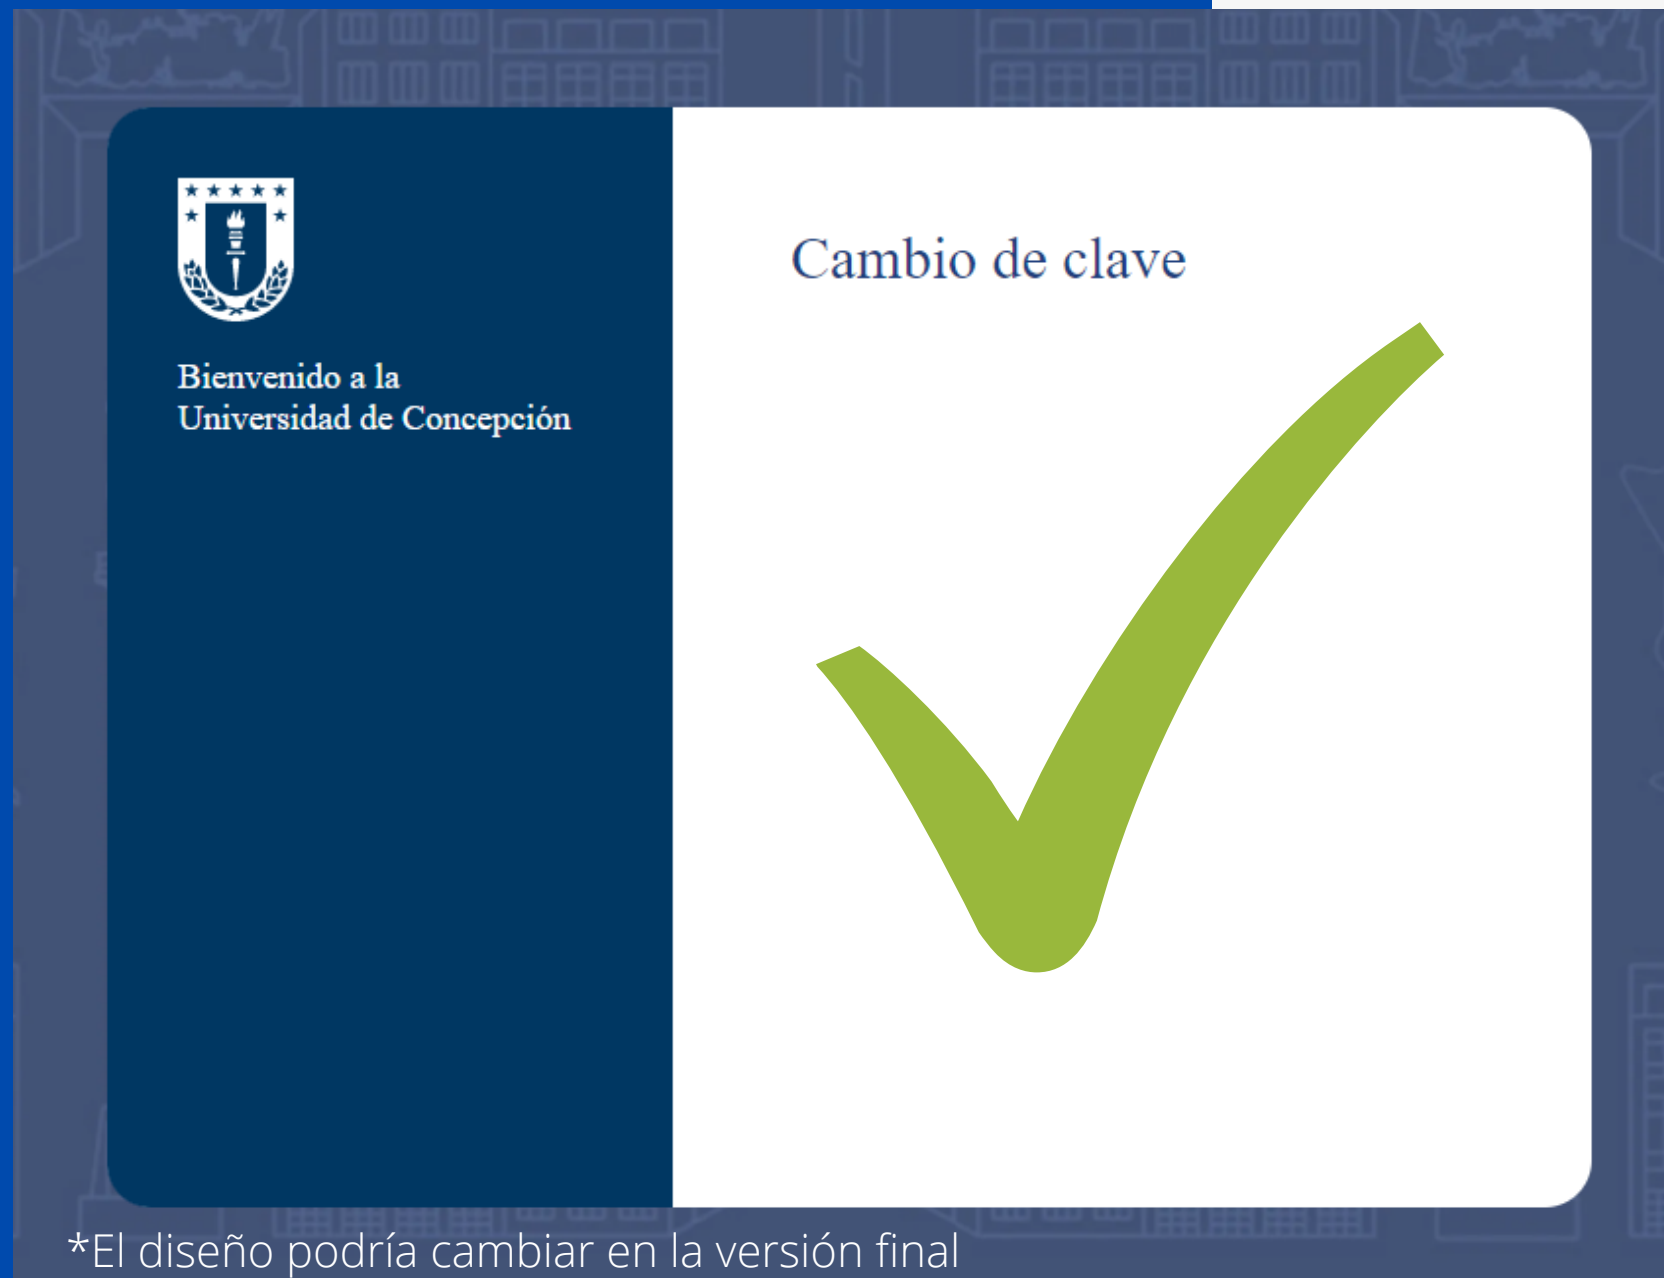 Bienvenido a la
Universidad de Concepción
Cambio de clave
*El diseño podría cambiar en la versión final